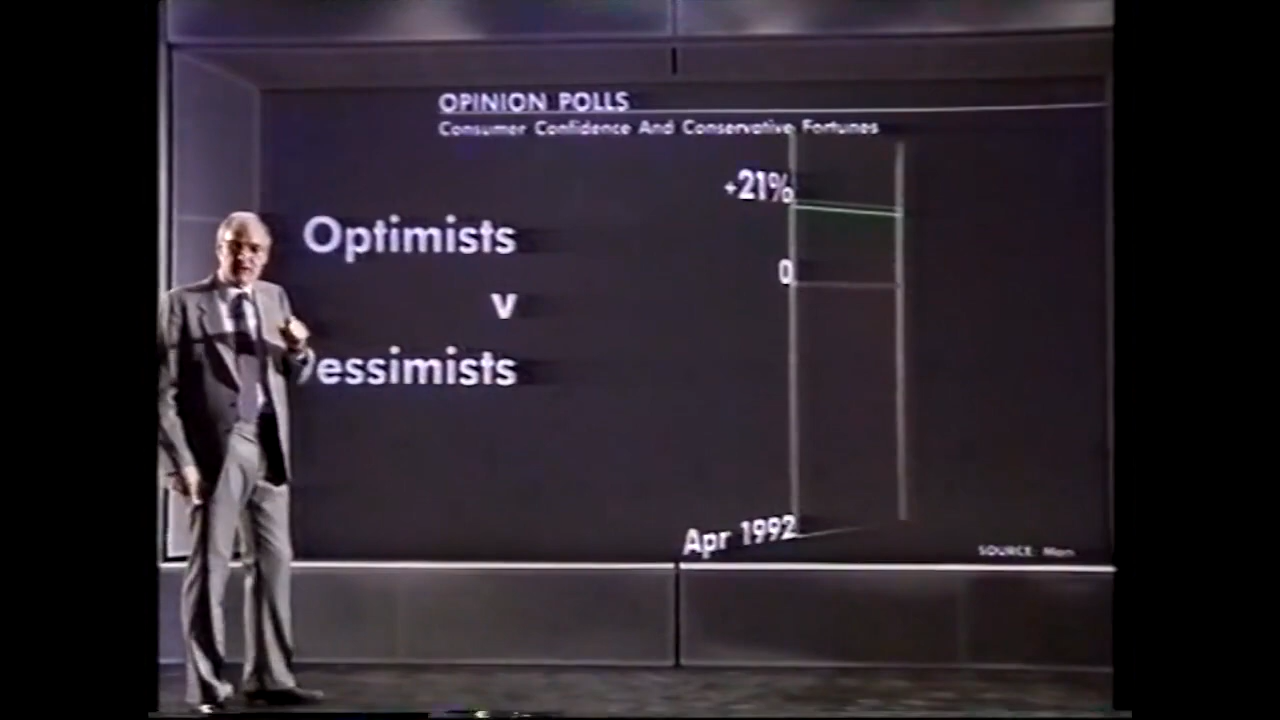 OPINION POLLS
Consumer Confidence And Conservative Fortunes
+21%
Optimists
0
v
essimists
Apr 1992
SOURCE: